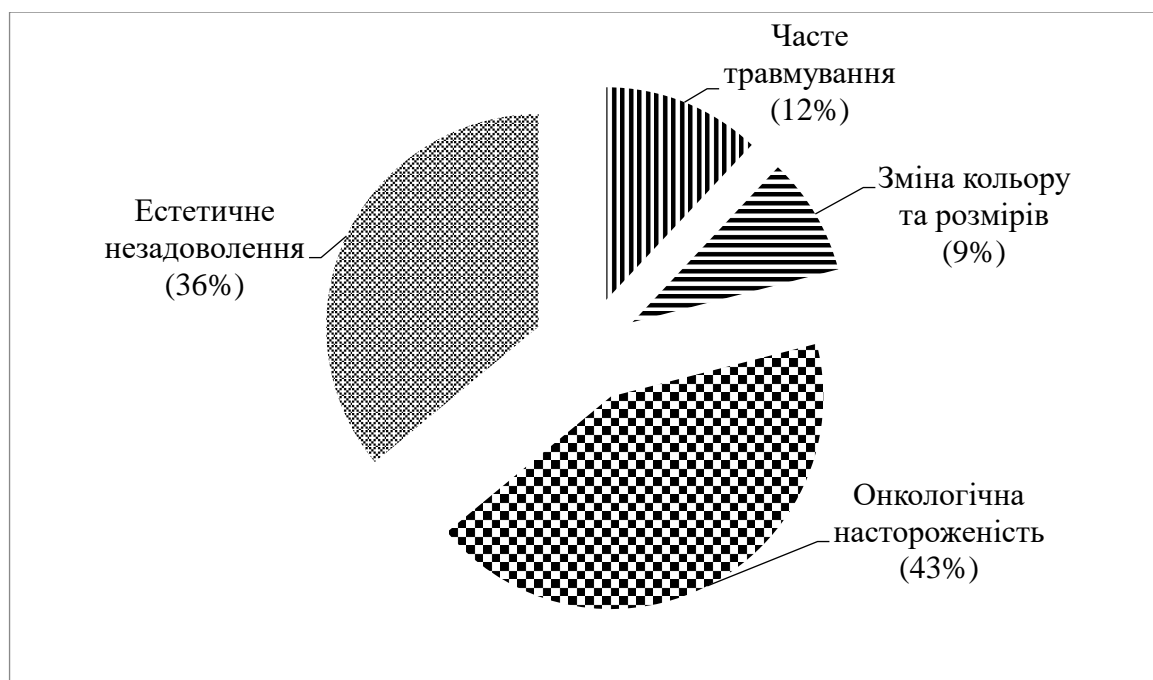 Часте
травмування
(12%)
Зміна кольору
та розмірів
(9%)
Естетичне
незадоволення
(36%)
Онкологічна
настороженість
(43%)